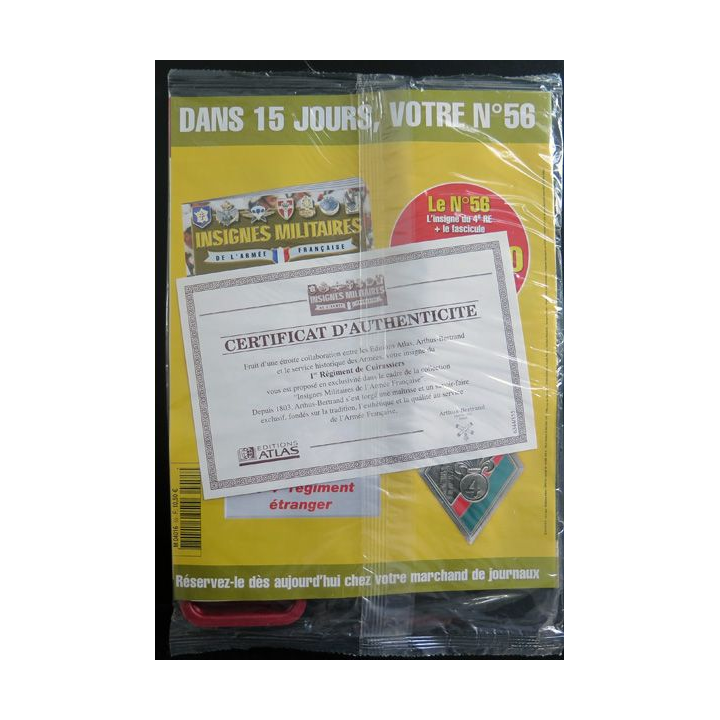 DANS 15 JOURS, VOTRE N°56
INSIGNES MILITAIRES
DE L'ARMÉE FRANÇAISE
Le N°56
L'insigne du 4e RE
+ le fascicule
INSIGNES MILITAIRES
CERTIFICAT D'AUTHENTICITE
Fruit d'une étroite collaboration entre les Editions Atlas, Arthus-Bertrand
et le service historique des Armées, votre insigne du
1er Régiment de Cuirassiers
vous est proposé en exclusivité dans le cadre de la collection
"Insignes Militaires de l'Armée Française".
Depuis 1803, Arthus-Bertrand s'est forgé une maîtrise et un savoir-faire
exclusif, fondés sur la tradition, l'esthétique et la qualité au service
de l'Armée Française.
Arthus-Bertrand
EDITIONS
ATLAS
régiment
étranger
4
Réservez-le dès aujourd'hui chez votre marchand de journaux